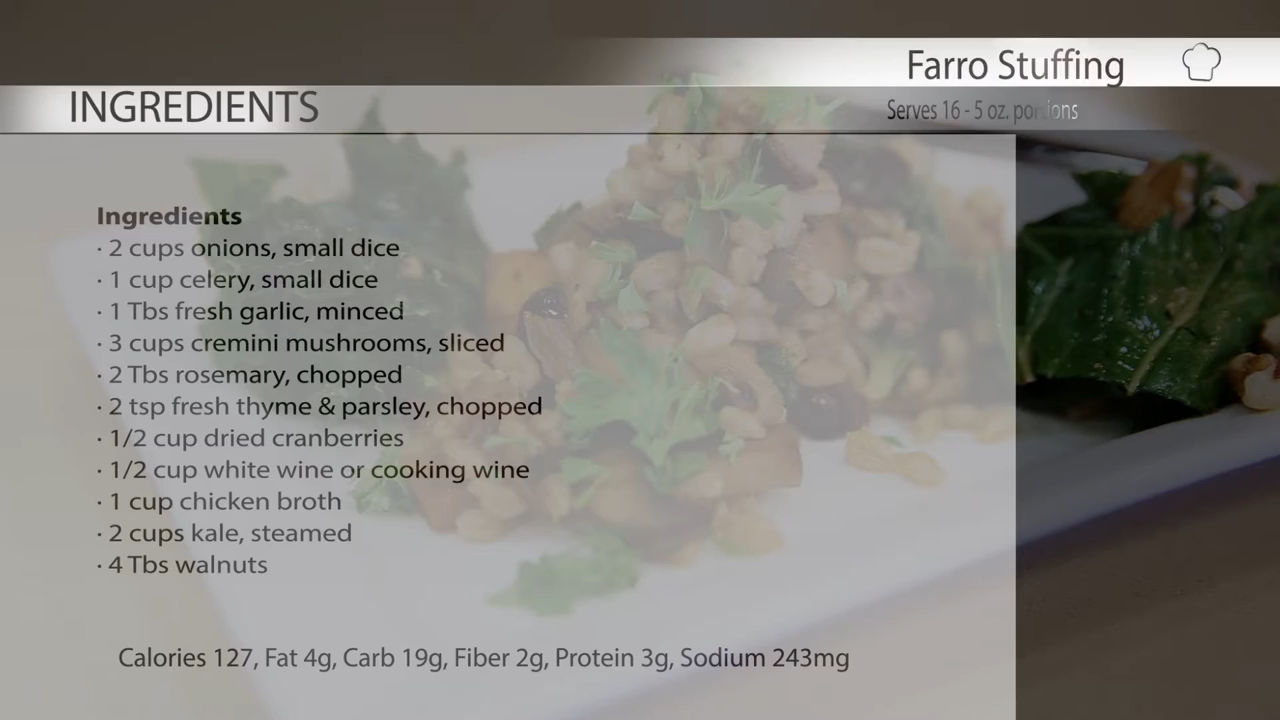 Farro Stuffing
INGREDIENTS
Serves 16 - 5 oz. portions
Ingredients
· 2 cups onions, small dice
· 1 cup celery, small dice
· 1 Tbs fresh garlic, minced
· 3 cups cremini mushrooms, sliced
· 2 Tbs rosemary, chopped
· 2 tsp fresh thyme & parsley, chopped
· 1/2 cup dried cranberries
· 1/2 cup white wine or cooking wine
· 1 cup chicken broth
· 2 cups kale, steamed
· 4 Tbs walnuts
Calories 127, Fat 4g, Carb 19g, Fiber 2g, Protein 3g, Sodium 243mg